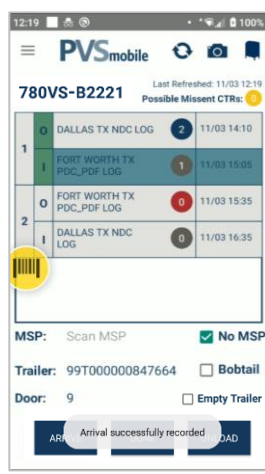 12:19 100%
PVSmobile
780VS-B2221
Last Refreshed: 11/03 12:19
Possible Missent CTRs: 0
1
O DALLAS TX NDC LOG 2 11/03 14:10
I FORT WORTH TX PDC_PDF LOG 1 11/03 15:05
2
O FORT WORTH TX PDC_PDF LOG 0 11/03 15:35
I DALLAS TX NDC LOG 0 11/03 16:35
MSP: Scan MSP No MSP
Trailer: 99T000000847664 Bobtail
Door: 9 Empty Trailer
Arrival successfully recorded